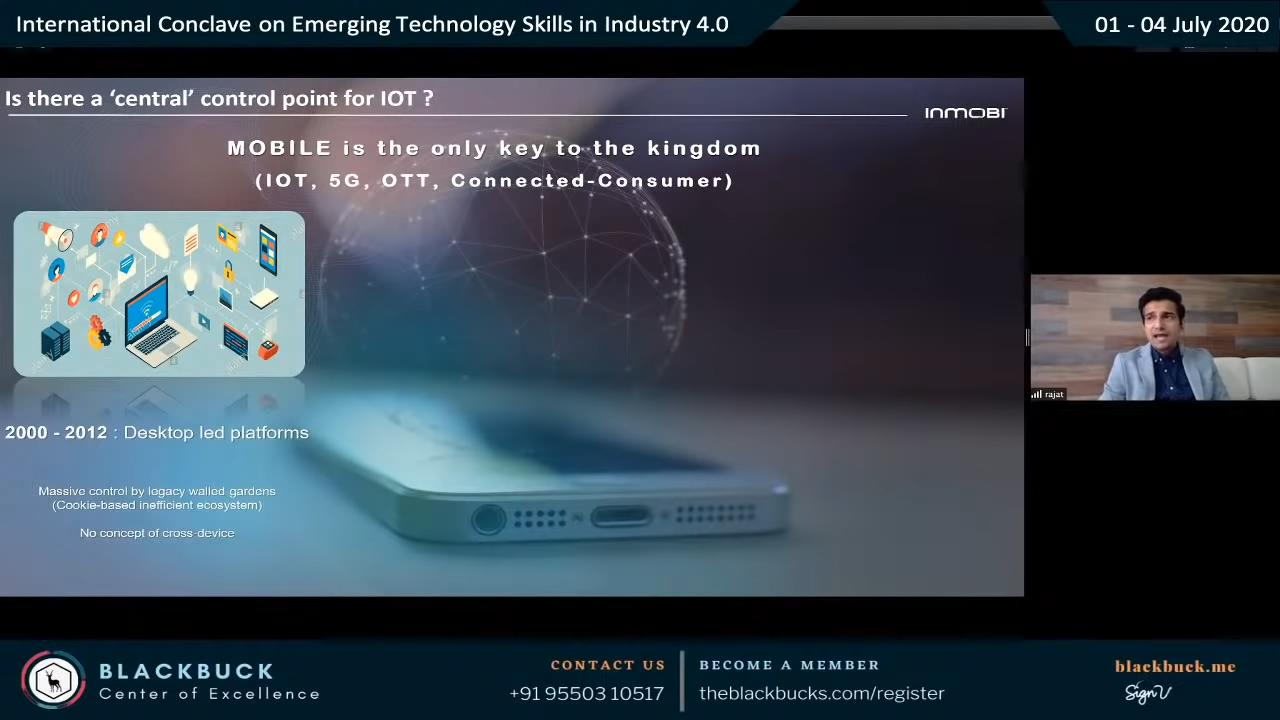 International Conclave on Emerging Technology Skills in Industry 4.0
01 - 04 July 2020
Is there a ‘central’ control point for IOT ?
INMOBI
MOBILE is the only key to the kingdom
(IOT, 5G, OTT, Connected-Consumer)
2000 - 2012 : Desktop led platforms
Massive control by legacy walled gardens
(Cookie-based inefficient ecosystem)
No concept of cross-device
rajat
BLACKBUCK
Center of Excellence
CONTACT US
+91 95503 10517
BECOME A MEMBER
theblackbucks.com/register
blackbuck.me